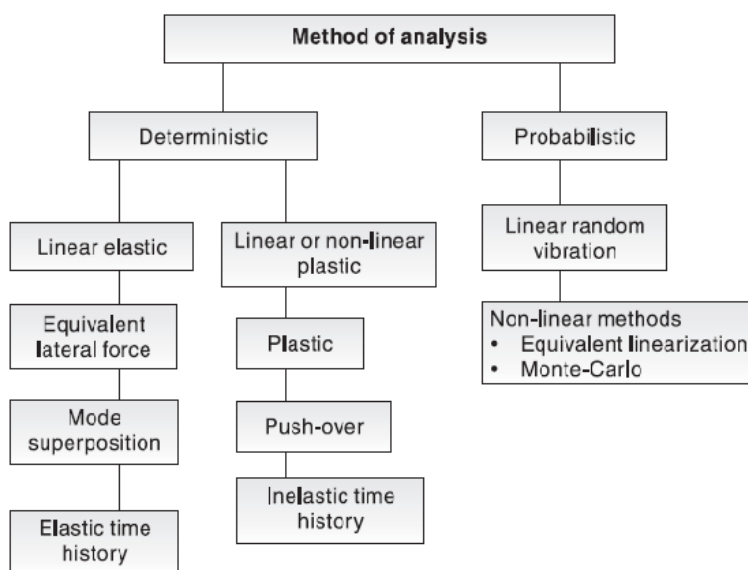 Method of analysis
Deterministic
Probabilistic
Linear elastic
Linear or non-linear
plastic
Linear random
vibration
Equivalent
lateral force
Plastic
Non-linear methods
• Equivalent linearization
• Monte-Carlo
Mode
superposition
Push-over
Elastic time
history
Inelastic time
history